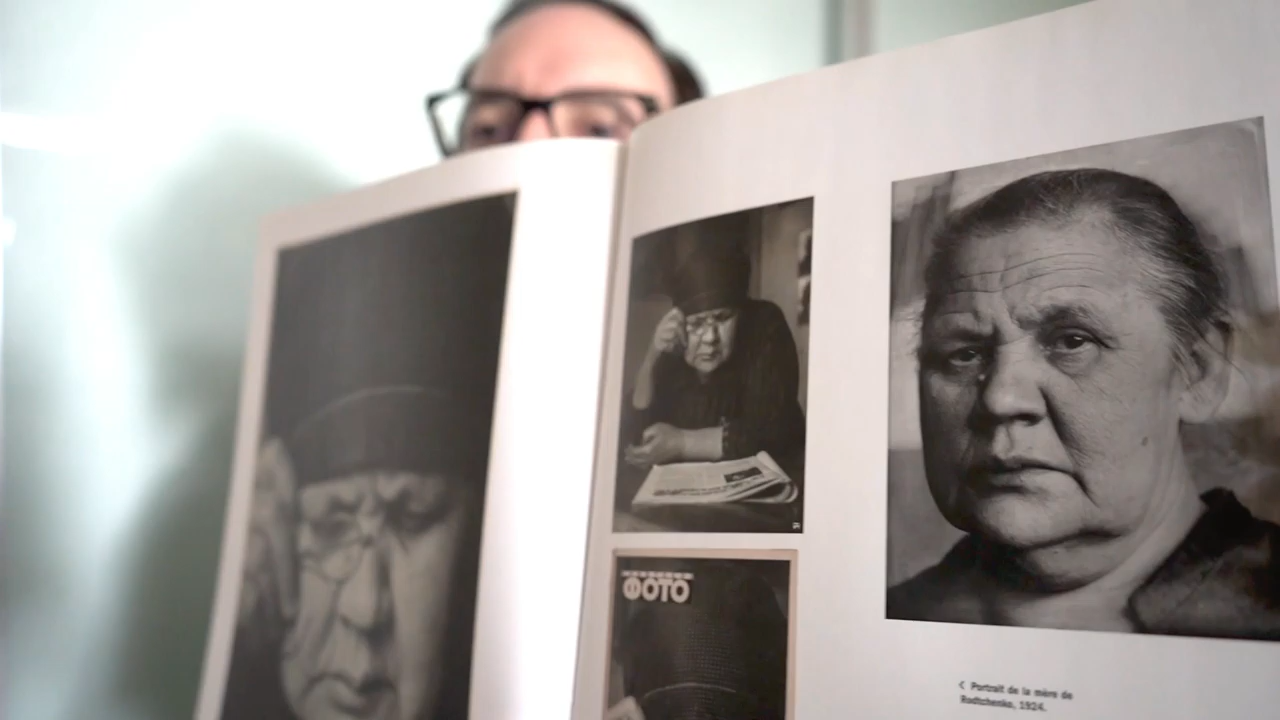 ФОТО
< Portrait de la mère de
Rodtchenko, 1924.